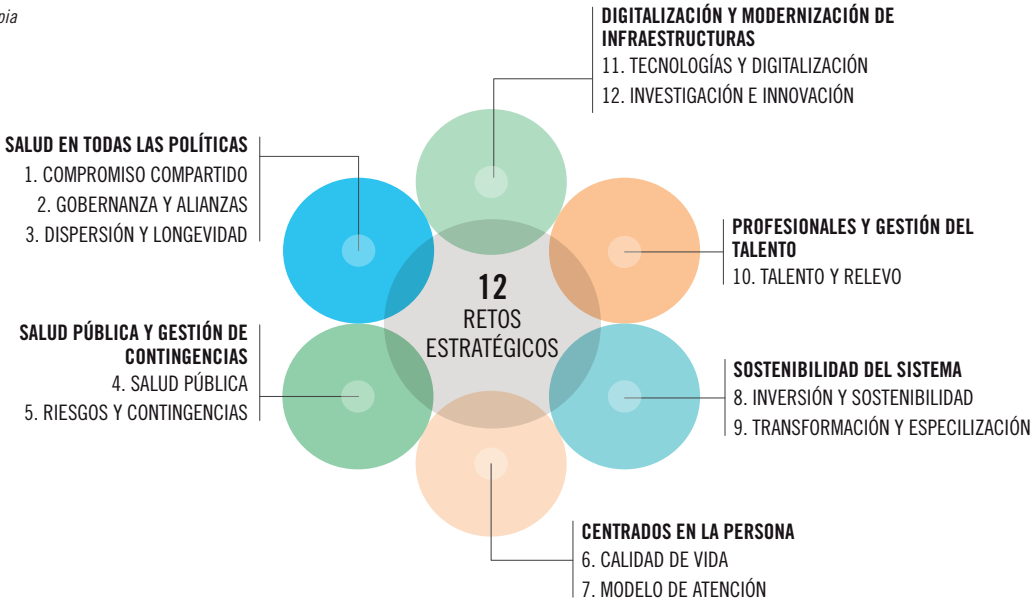 pia
DIGITALIZACIÓN Y MODERNIZACIÓN DE
INFRAESTRUCTURAS
11. TECNOLOGÍAS Y DIGITALIZACIÓN
12. INVESTIGACIÓN E INNOVACIÓN
SALUD EN TODAS LAS POLÍTICAS
1. COMPROMISO COMPARTIDO
2. GOBERNANZA Y ALIANZAS
3. DISPERSIÓN Y LONGEVIDAD
PROFESIONALES Y GESTIÓN DEL
TALENTO
10. TALENTO Y RELEVO
12
RETOS
ESTRATÉGICOS
SALUD PÚBLICA Y GESTIÓN DE
CONTINGENCIAS
4. SALUD PÚBLICA
5. RIESGOS Y CONTINGENCIAS
SOSTENIBILIDAD DEL SISTEMA
8. INVERSIÓN Y SOSTENIBILIDAD
9. TRANSFORMACIÓN Y ESPECILIZACIÓN
CENTRADOS EN LA PERSONA
6. CALIDAD DE VIDA
7. MODELO DE ATENCIÓN